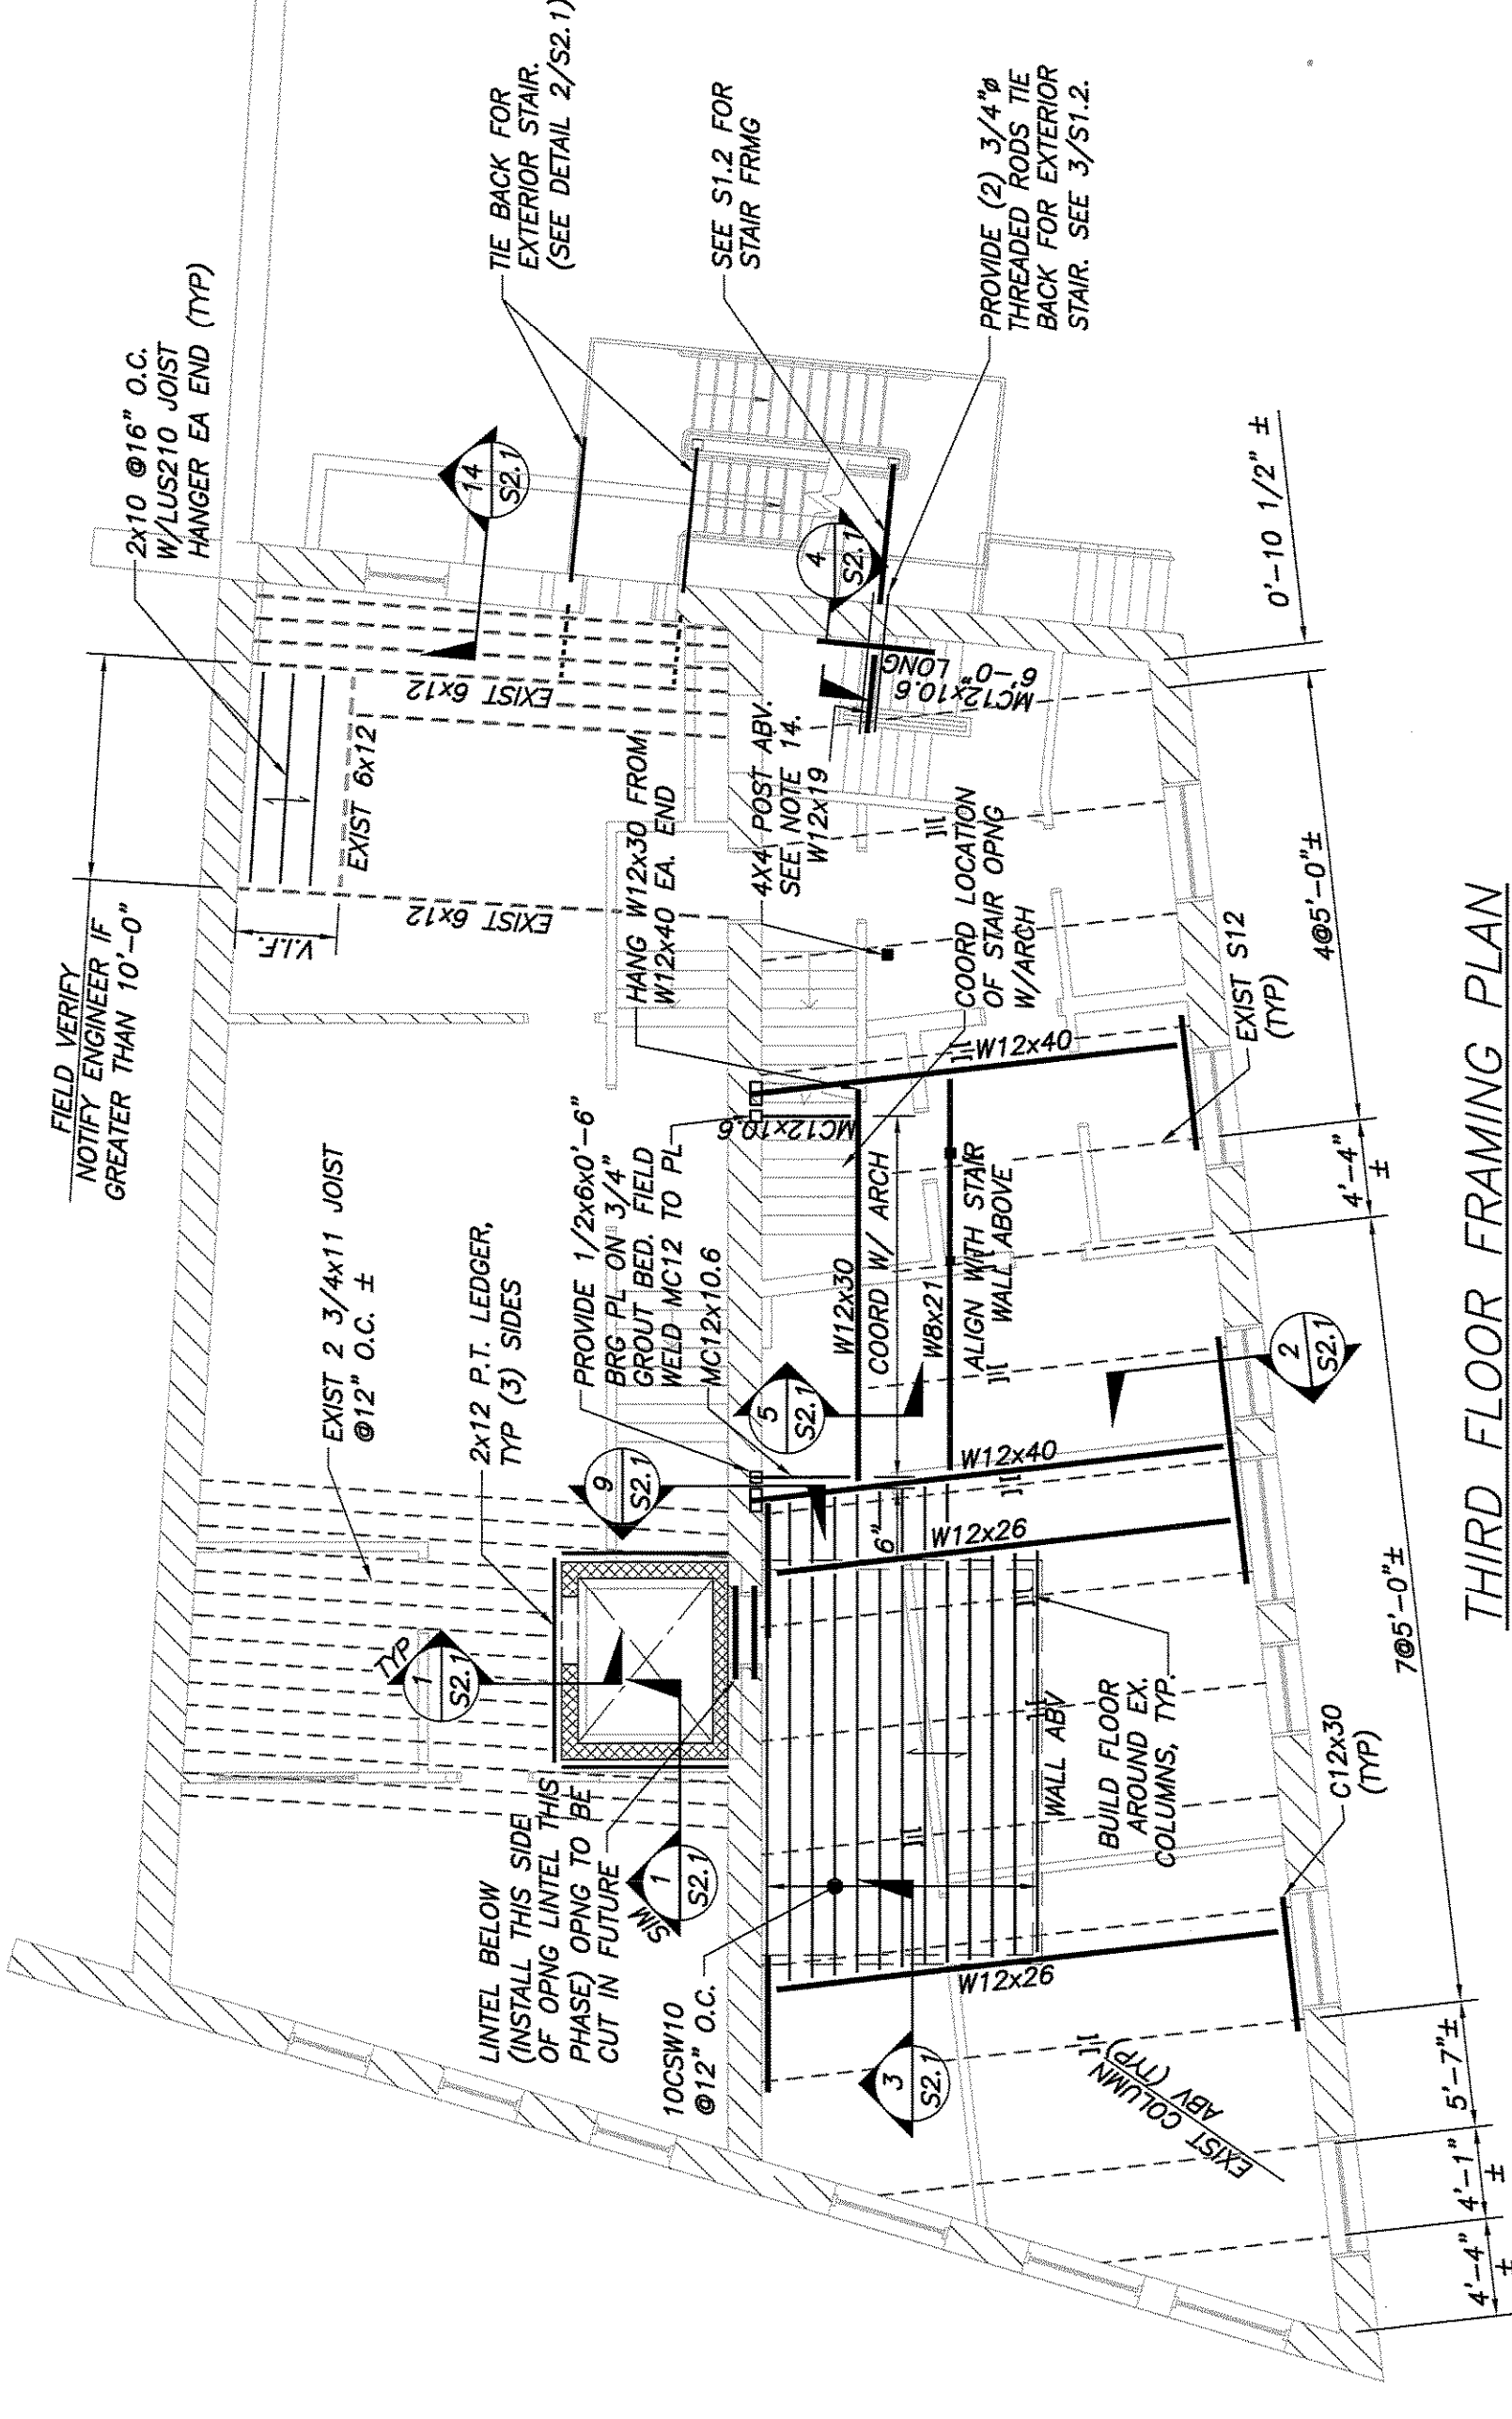 FIELD VERIFY
NOTIFY ENGINEER IF
GREATER THAN 10'-0"
2x10 @16" O.C.
W/LUS210 JOIST
HANGER EA END (TYP)
TIE BACK FOR
EXTERIOR STAIR.
(SEE DETAIL 2/S2.1)
SEE S1.2 FOR
STAIR FRMG
PROVIDE (2) 3/4"ø
THREADED RODS TIE
BACK FOR EXTERIOR
STAIR. SEE 3/S1.2.
14
S2.1
4
S2.1
V.I.F.
EXIST 6x12
EXIST 6x12
EXIST 6x12
MC12x10.6
6'-0" LONG
HANG W12x30 FROM
W12x40 EA. END
4X4 POST ABV.
SEE NOTE 14.
W12x19
COORD LOCATION
OF STAIR OPNG
W/ARCH
EXIST S12
(TYP)
EXIST 2 3/4x11 JOIST
@12" O.C. ±
2x12 P.T. LEDGER,
TYP (3) SIDES
PROVIDE 1/2x6x0'-6"
BRG PL ON 3/4"
GROUT BED. FIELD
WELD MC12 TO PL
MC12x10.6
MC12x10.6
W12x40
W12x30
COORD W/ ARCH
W8x21
ALIGN WITH STAIR
WALL ABOVE
5
S2.1
9
S2.1
2
S2.1
W12x40
6"
W12x26
TYP
1
S2.1
SIM
1
S2.1
LINTEL BELOW
(INSTALL THIS SIDE
OF OPNG LINTEL THIS
PHASE) OPNG TO BE
CUT IN FUTURE
10CSW10
@12" O.C.
3
S2.1
WALL ABV
BUILD FLOOR
AROUND EX.
COLUMNS, TYP.
W12x26
C12x30
(TYP)
EXIST COLUMN
ABV (TYP)
4'-4"
±
4'-1"
±
5'-7"±
7@5'-0"±
4'-4"
±
4@5'-0"±
0'-10 1/2" ±
THIRD FLOOR FRAMING PLAN